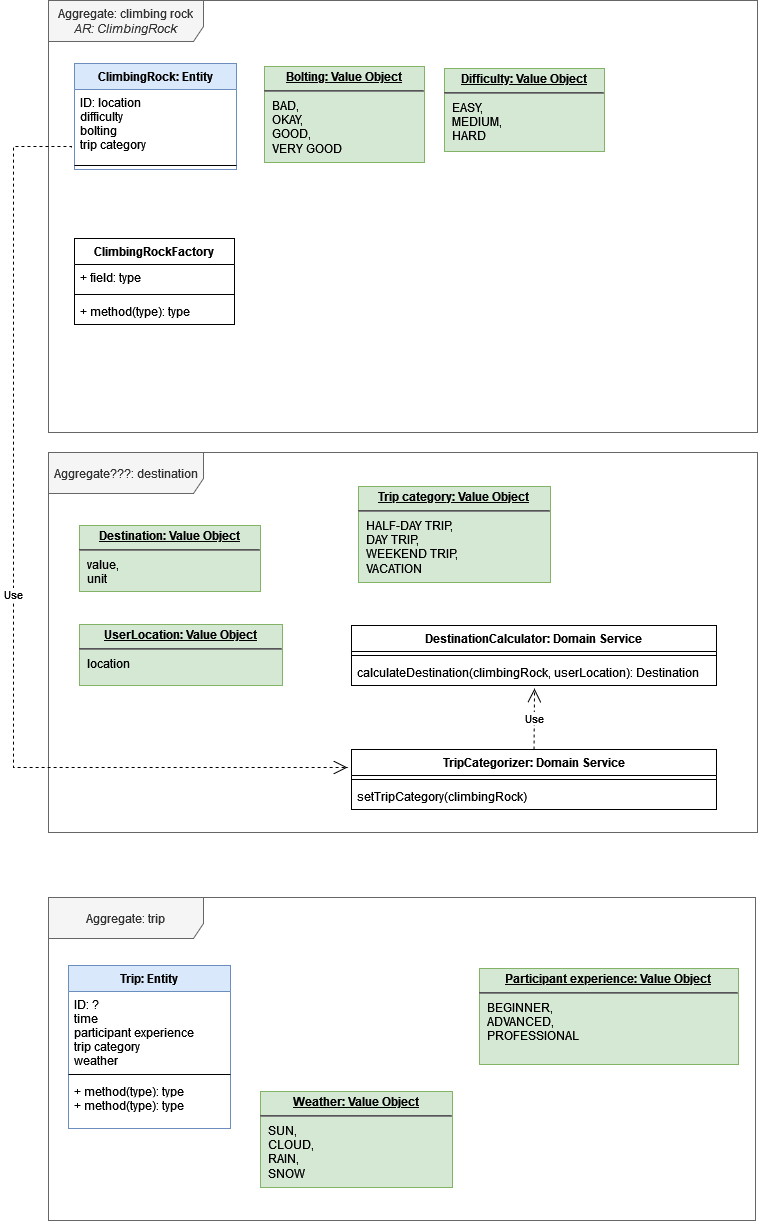 Aggregate: climbing rock
AR: ClimbingRock
ClimbingRock: Entity
ID: location
difficulty
bolting
trip category
Bolting: Value Object
BAD,
OKAY,
GOOD,
VERY GOOD
Difficulty: Value Object
EASY,
MEDIUM,
HARD
ClimbingRockFactory
+ field: type
+ method(type): type
Aggregate???: destination
Destination: Value Object
value,
unit
Trip category: Value Object
HALF-DAY TRIP,
DAY TRIP,
WEEKEND TRIP,
VACATION
Use
UserLocation: Value Object
location
DestinationCalculator: Domain Service
calculateDestination(climbingRock, userLocation): Destination
Use
TripCategorizer: Domain Service
setTripCategory(climbingRock)
Aggregate: trip
Trip: Entity
ID: ?
time
participant experience
trip category
weather
+ method(type): type
+ method(type): type
Participant experience: Value Object
BEGINNER,
ADVANCED,
PROFESSIONAL
Weather: Value Object
SUN,
CLOUD,
RAIN,
SNOW